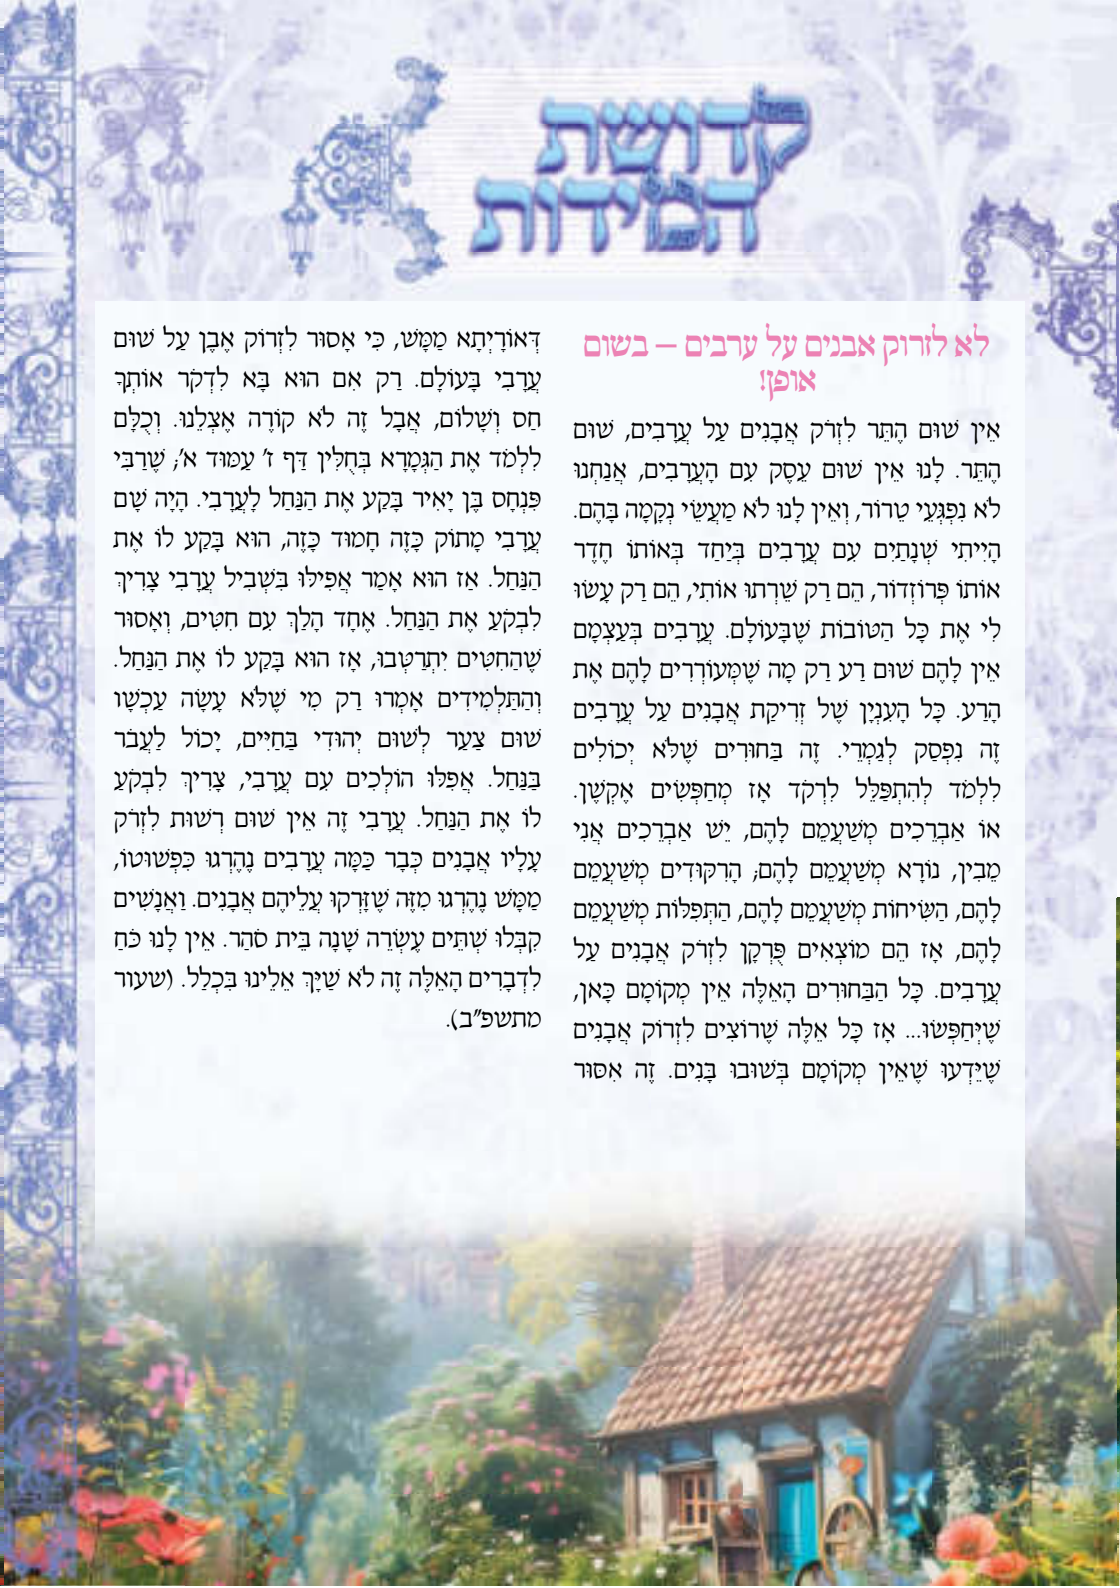 קדושת
המידות
לא לזרוק אבנים על ערבים – בשום
אופן!
אֵין שׁוּם הֶתֵּר לִזְרֹק אֲבָנִים עַל עֲרָבִים, שׁוּם
הֶתֵּר. לָנוּ אֵין שׁוּם עֵסֶק עִם הָעֲרָבִים, אֲנַחְנוּ
לֹא נִפְגְּעֵי טֵרוֹר, וְאֵין לָנוּ לֹא מַעֲשֵׂי נְקָמָה בָּהֶם.
הָיִיתִי שְׁנָתַיִם עִם עֲרָבִים בְּיַחַד בְּאוֹתוֹ חֶדֶר
אוֹתוֹ פְּרוֹזְדוֹר, הֵם רַק שֵׁרְתוּ אוֹתִי, הֵם רַק עָשׂוּ
לִי אֶת כָּל הַטּוֹבוֹת שֶׁבָּעוֹלָם. עֲרָבִים בְּעַצְמָם
אֵין לָהֶם שׁוּם רַע רַק מָה שֶׁמְּעוֹרְרִים לָהֶם אֶת
הָרַע. כָּל הָעִנְיָן שֶׁל זְרִיקַת אֲבָנִים עַל עֲרָבִים
זֶה נִפְסַק לְגַמְרֵי. זֶה בַּחוּרִים שֶׁלֹּא יְכוֹלִים
לִלְמֹד לְהִתְפַּלֵּל לִרְקֹד אָז מְחַפְּשִׂים אֶקְשֶׁן.
אוֹ אַבְרֵכִים מְשַׁעֲמֵם לָהֶם, יֵשׁ אַבְרֵכִים אֲנִי
מֵבִין, נוֹרָא מְשַׁעֲמֵם לָהֶם; הָרִקּוּדִים מְשַׁעֲמֵם
לָהֶם, הַשִּׂיחוֹת מְשַׁעֲמֵם לָהֶם, הַתְּפִלּוֹת מְשַׁעֲמֵם
לָהֶם, אָז הֵם מוֹצְאִים פֻּרְקָן לִזְרֹק אֲבָנִים עַל
עֲרָבִים. כָּל הַבַּחוּרִים הָאֵלֶּה אֵין מְקוֹמָם כָּאן,
שֶׁיְּחַפְּשׂוּ... אָז כָּל אֵלֶּה שֶׁרוֹצִים לִזְרוֹק אֲבָנִים
שֶׁיֵּדְעוּ שֶׁאֵין מְקוֹמָם בְּשׁוּבוּ בָּנִים. זֶה אִסּוּר
דְּאוֹרָיְתָא מַמָּשׁ, כִּי אָסוּר לִזְרוֹק אֶבֶן עַל שׁוּם
עֲרָבִי בָּעוֹלָם. רַק אִם הוּא בָּא לִדְקֹר אוֹתְךָ
חַס וְשָׁלוֹם, אֲבָל זֶה לֹא קוֹרֶה אֶצְלֵנוּ. וְכֻלָּם
לִלְמֹד אֶת הַגְּמָרָא בְּחֻלִּין דַּף ז' עַמּוּד א'; שֶׁרַבִּי
פִּנְחָס בֶּן יָאִיר בָּקַע אֶת הַנַּחַל לָעֲרָבִי. הָיָה שָׁם
עֲרָבִי מָתוֹק כָּזֶה חָמוּד כָּזֶה, הוּא בָּקַע לוֹ אֶת
הַנַּחַל. אַז הוּא אָמַר אֲפִילּוּ בִּשְׁבִיל עֲרָבִי צָרִיךְ
לִבְקֹעַ אֶת הַנַּחַל. אֶחָד הָלַךְ עִם חִטִּים, וְאָסוּר
שֶׁהַחִטִּים יִתְרַטְּבוּ, אָז הוּא בָּקַע לוֹ אֶת הַנַּחַל.
וְהַתַּלְמִידִים אָמְרוּ רַק מִי שֶׁלֹּא עָשָׂה עַכְשָׁו
שׁוּם צַעַר לְשׁוּם יְהוּדִי בַּחַיִּים, יָכוֹל לַעֲבֹר
בַּנַּחַל. אֲפִלּוּ הוֹלְכִים עִם עֲרָבִי, צָרִיךְ לִבְקֹעַ
לוֹ אֶת הַנַּחַל. עֲרָבִי זֶה אֵין שׁוּם רְשׁוּת לִזְרֹק
עָלָיו אֲבָנִים כְּבָר כַּמָּה עֲרָבִים נֶהֶרְגוּ כִּפְשׁוּטוֹ,
מַמָּשׁ נֶהֶרְגוּ מִזֶּה שֶׁזָּרְקוּ עֲלֵיהֶם אֲבָנִים. וַאֲנָשִׁים
קִבְּלוּ שְׁתֵּים עֶשְׂרֵה שָׁנָה בֵּית סֹהַר. אֵין לָנוּ כֹּחַ
לִדְבָרִים הָאֵלֶּה זֶה לֹא שַׁיָּךְ אֵלֵינוּ בִּכְלַל. (שעור
מתשפ"ב).